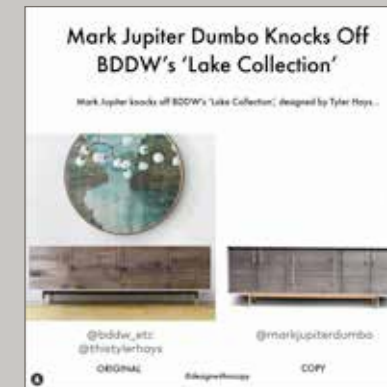 Mark Jupiter Dumbo Knocks Off
BDDW's 'Lake Collection'
Mark Jupiter knocks off BDDW's 'Lake Collection', designed by Tyler Hays...
@bddw_etc
@thistylerhays
@markjupiterdumbo
ORIGINAL
COPY